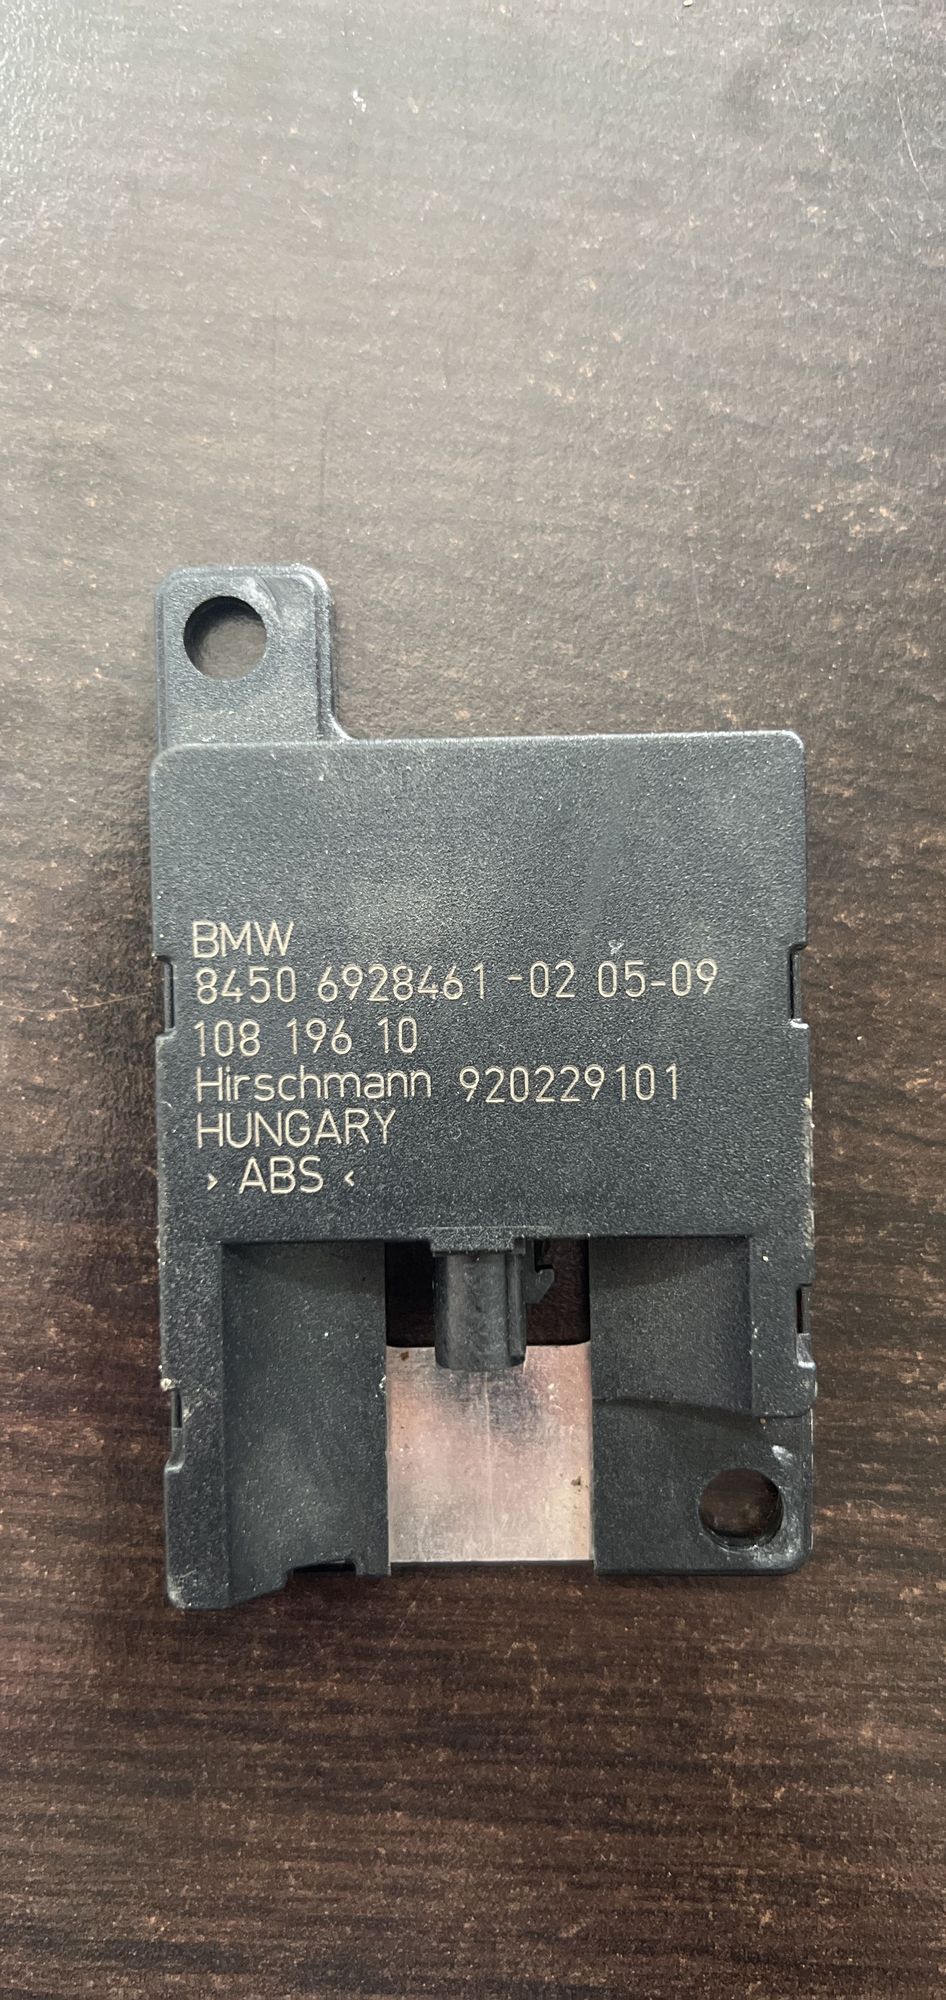 BMW
8450 6928461 -02 05-09
108 196 10
Hirschmann 920229101
HUNGARY
> ABS <